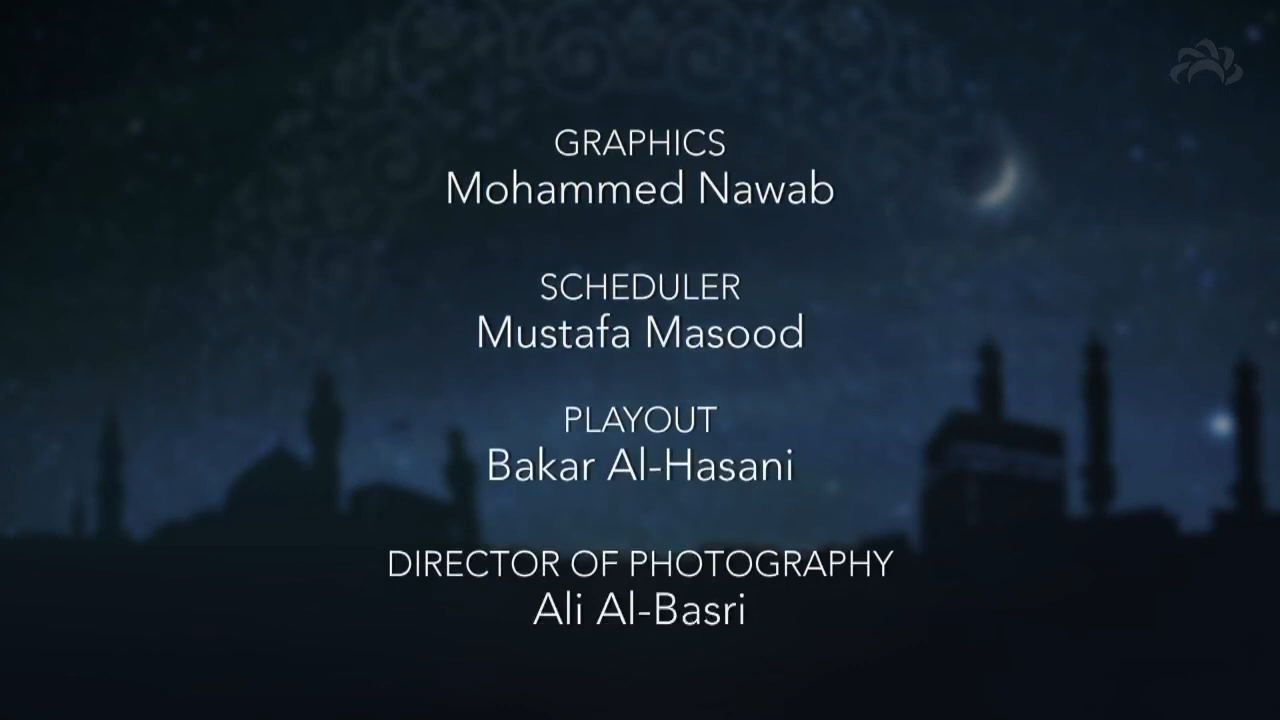 GRAPHICS
Mohammed Nawab
SCHEDULER
Mustafa Masood
PLAYOUT
Bakar Al-Hasani
DIRECTOR OF PHOTOGRAPHY
Ali Al-Basri